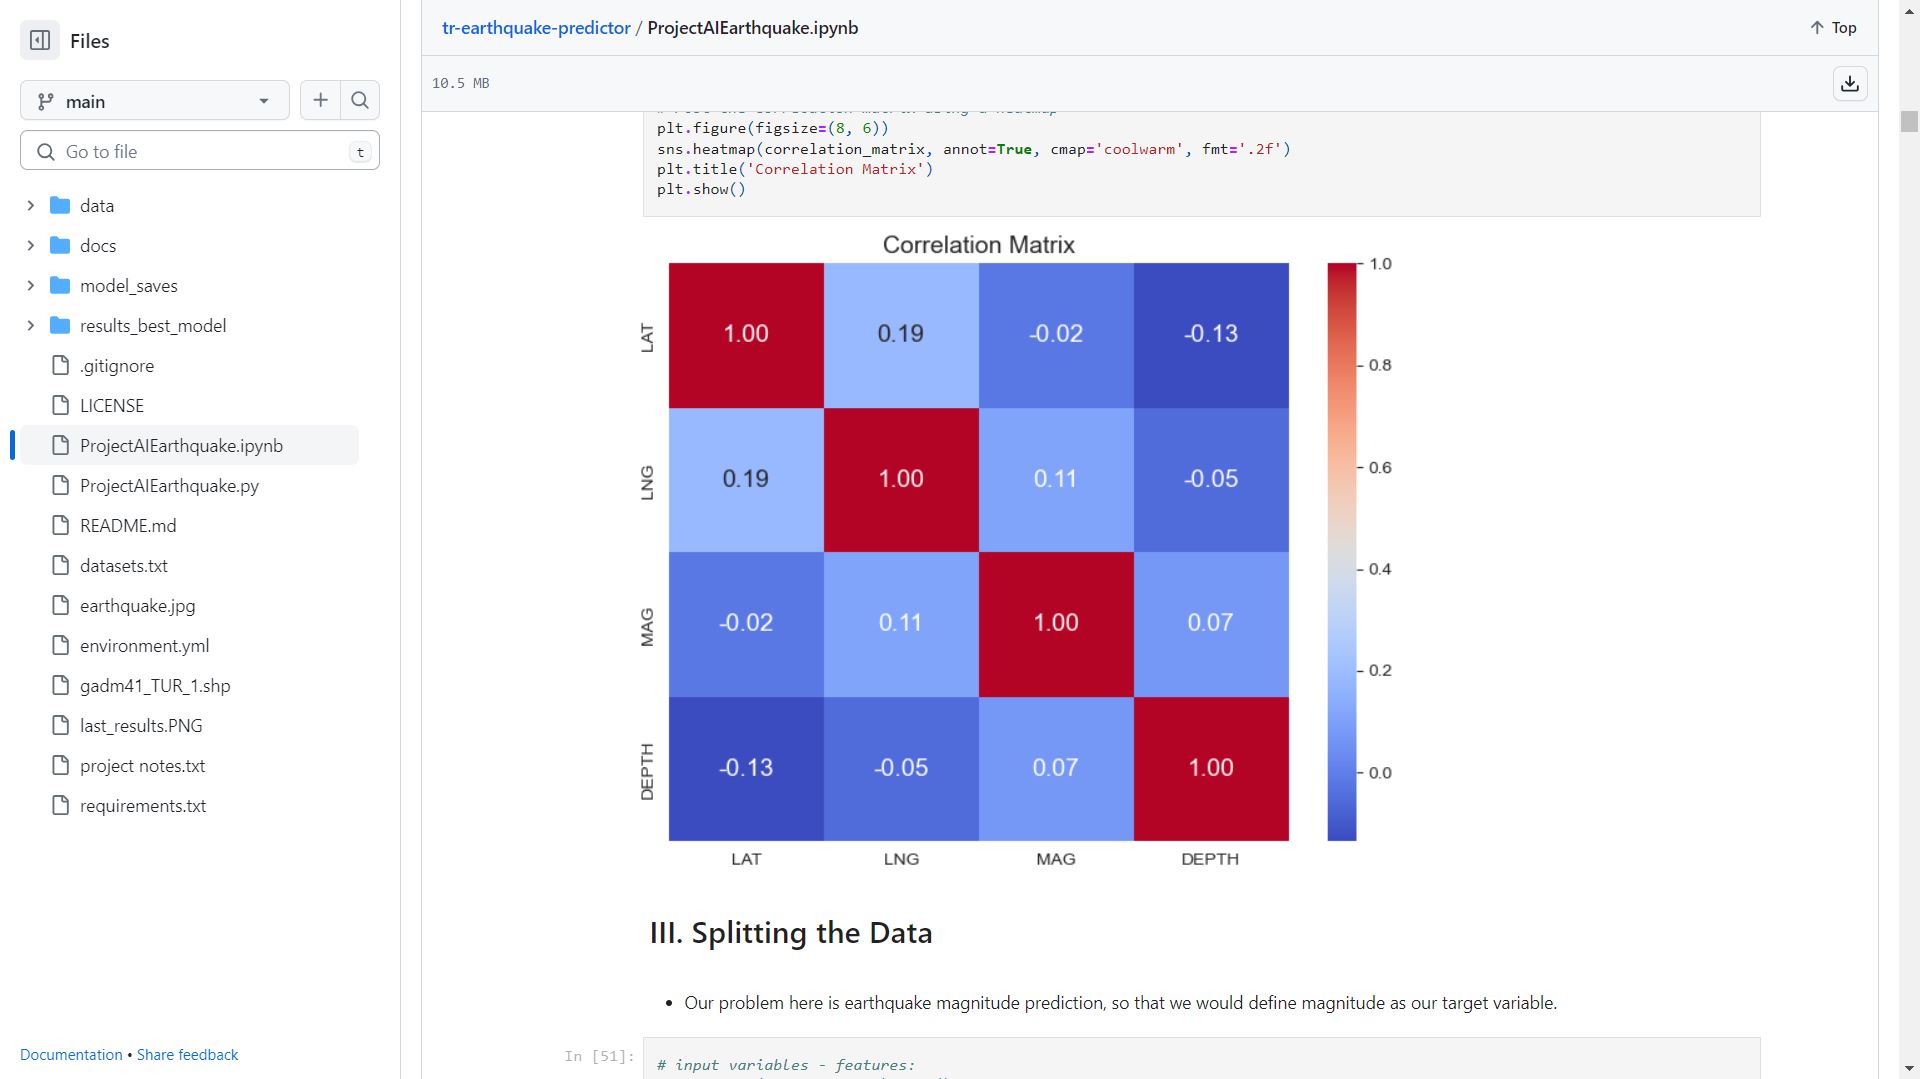 Files
main
Go to file
t
data
docs
model_saves
results_best_model
.gitignore
LICENSE
ProjectAIEarthquake.ipynb
ProjectAIEarthquake.py
README.md
datasets.txt
earthquake.jpg
environment.yml
gadm41_TUR_1.shp
last_results.PNG
project notes.txt
requirements.txt
Documentation • Share feedback
tr-earthquake-predictor / ProjectAIEarthquake.ipynb
Top
10.5 MB
plt.figure(figsize=(8, 6))
sns.heatmap(correlation_matrix, annot=True, cmap='coolwarm', fmt='.2f')
plt.title('Correlation Matrix')
plt.show()
Correlation Matrix
LAT 1.00 0.19 -0.02 -0.13
LNG 0.19 1.00 0.11 -0.05
MAG -0.02 0.11 1.00 0.07
DEPTH -0.13 -0.05 0.07 1.00
LAT LNG MAG DEPTH
1.0
0.8
0.6
0.4
0.2
0.0
III. Splitting the Data
• Our problem here is earthquake magnitude prediction, so that we would define magnitude as our target variable.
In [51]:
# input variables - features: